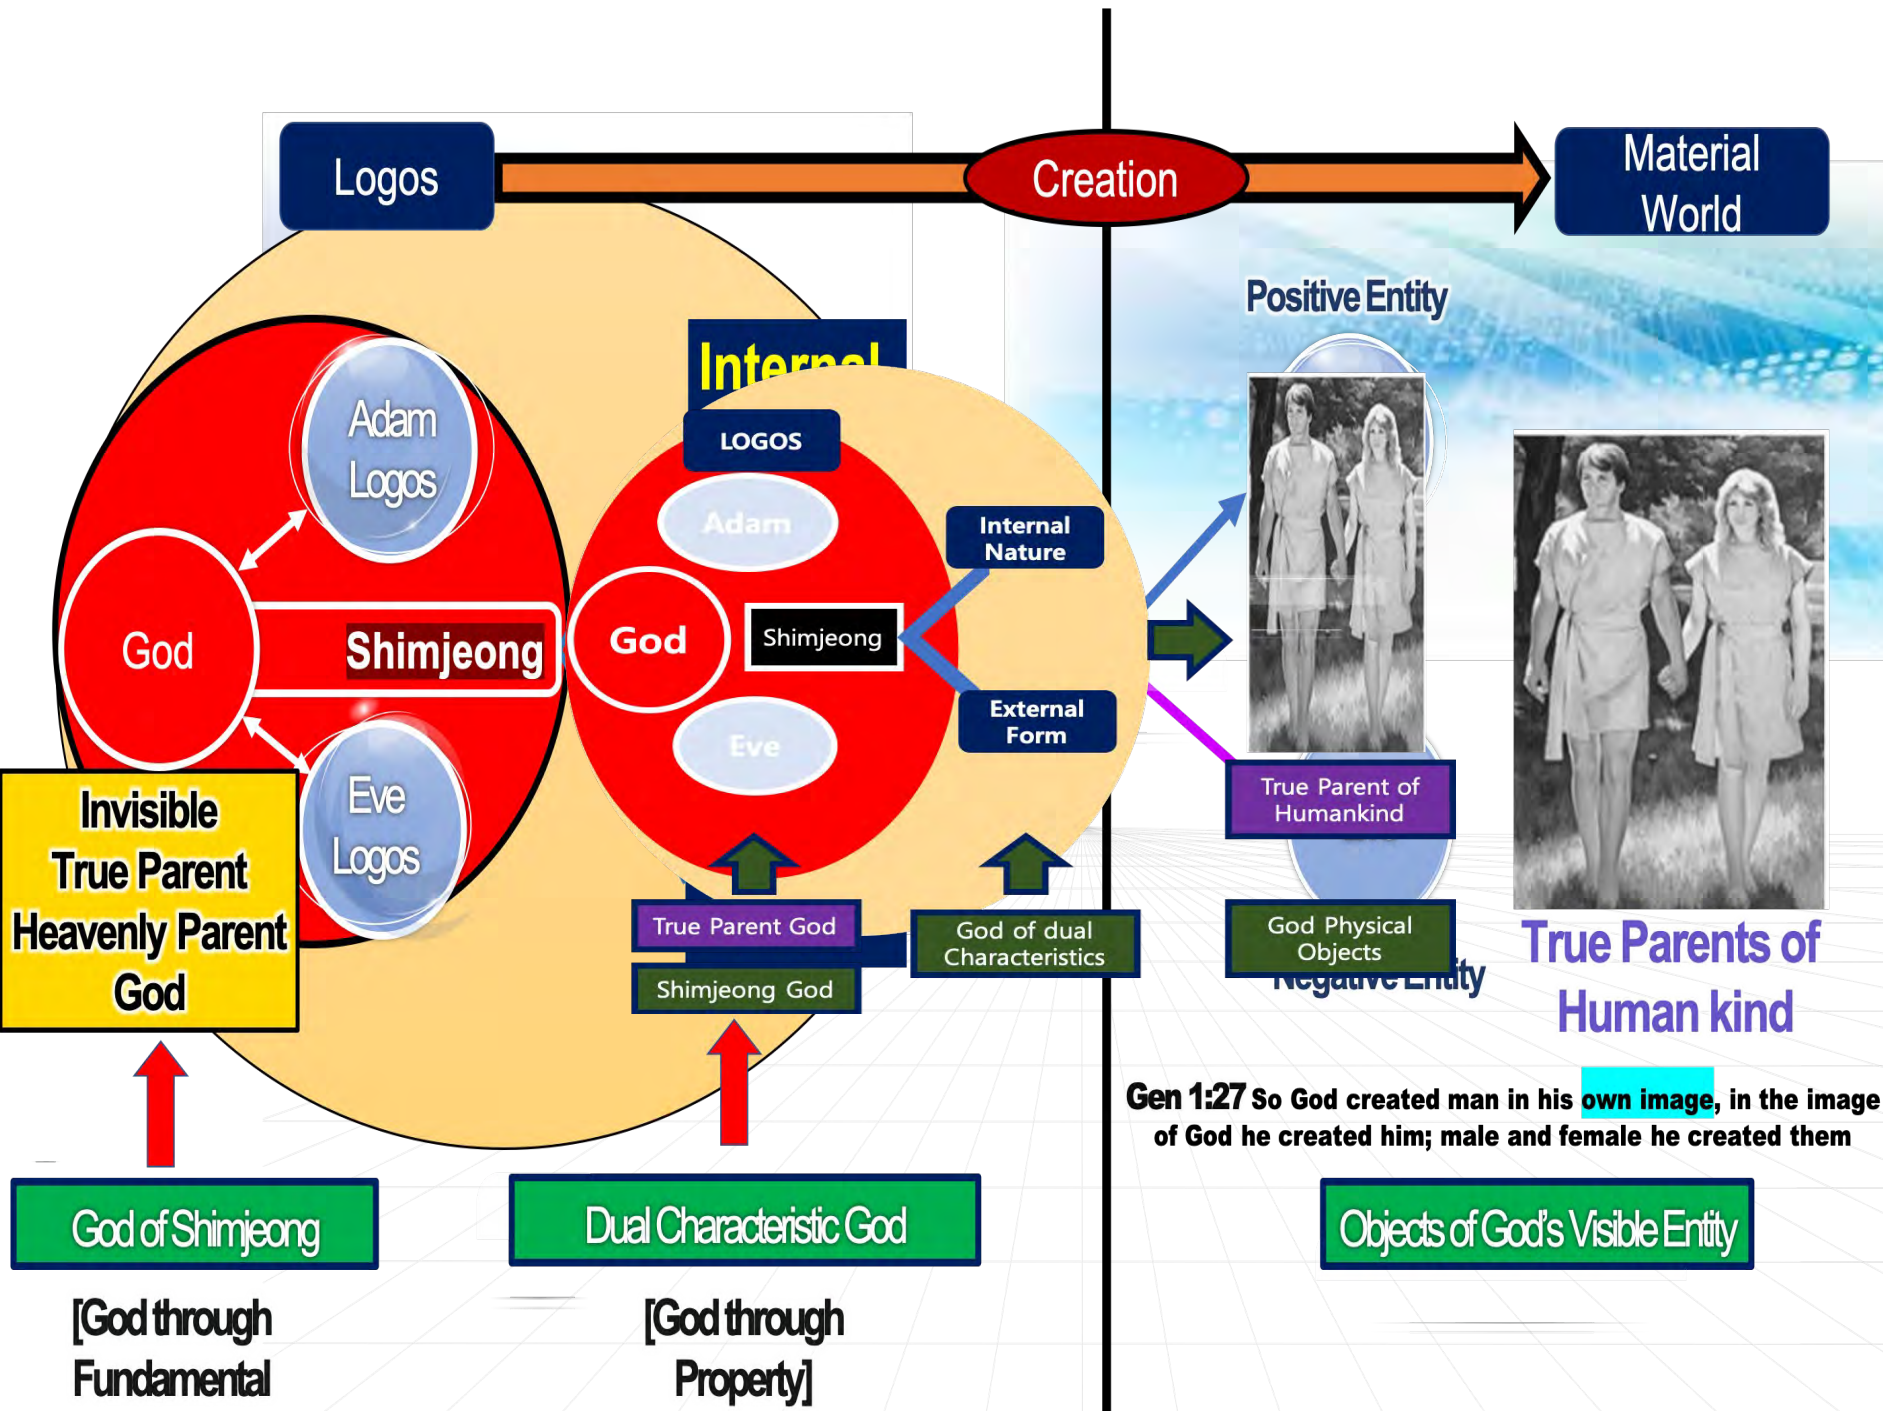 Logos
Creation
Material
World
Positive Entity
Internal
Adam
Logos
LOGOS
Adam
Internal
Nature
God
Shimjeong
God
Shimjeong
External
Form
Eve
Eve
Logos
Invisible
True Parent
Heavenly Parent
God
True Parent of
Humankind
True Parent God
Shimjeong God
God of dual
Characteristics
God Physical
Objects
Negative Entity
True Parents of
Human kind
Gen 1:27 So God created man in his own image, in the image
of God he created him; male and female he created them
God of Shimjeong
Dual Characteristic God
Objects of God's Visible Entity
[God through
Fundamental
[God through
Property]